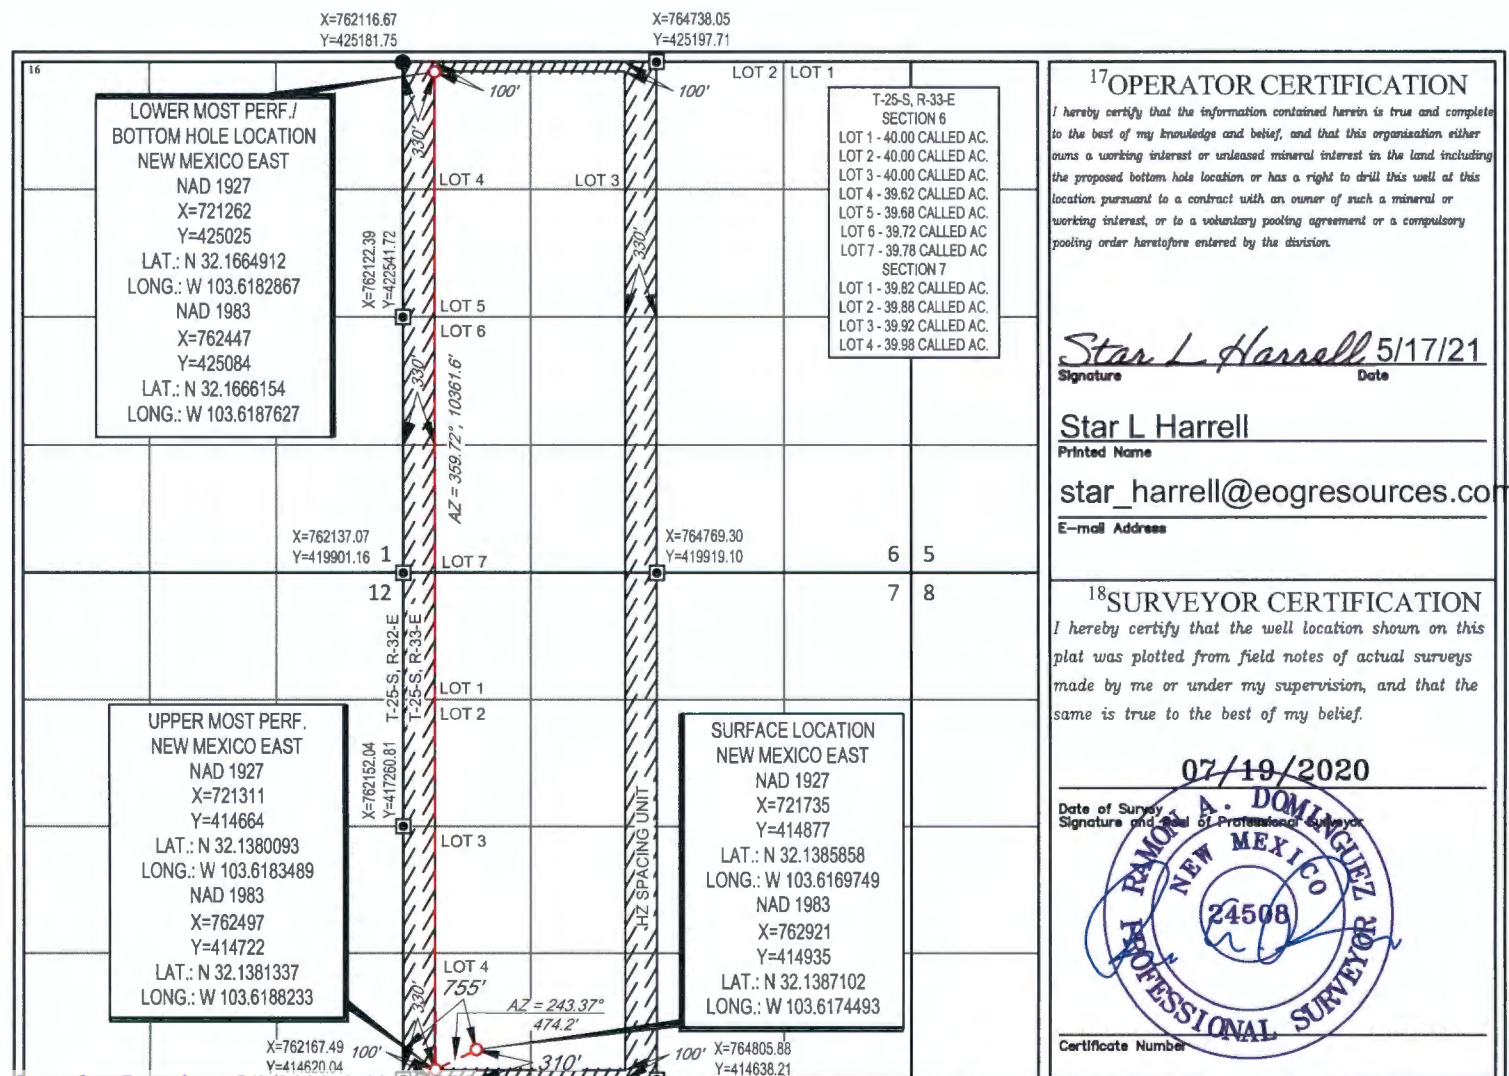 X=762116.67
Y=425181.75
X=764738.05
Y=425197.71
16
LOWER MOST PERF./
BOTTOM HOLE LOCATION
NEW MEXICO EAST
NAD 1927
X=721262
Y=425025
LAT.: N 32.1664912
LONG.: W 103.6182867
NAD 1983
X=762447
Y=425084
LAT.: N 32.1666154
LONG.: W 103.6187627
100'
100'
330'
LOT 2
LOT 1
LOT 4
LOT 3
T-25-S, R-33-E
SECTION 6
LOT 1 - 40.00 CALLED AC.
LOT 2 - 40.00 CALLED AC.
LOT 3 - 40.00 CALLED AC.
LOT 4 - 39.62 CALLED AC.
LOT 5 - 39.68 CALLED AC.
LOT 6 - 39.72 CALLED AC
LOT 7 - 39.78 CALLED AC
SECTION 7
LOT 1 - 39.82 CALLED AC.
LOT 2 - 39.88 CALLED AC.
LOT 3 - 39.92 CALLED AC.
LOT 4 - 39.98 CALLED AC.
X=762122.39
Y=422541.72
330'
LOT 5
LOT 6
330'
AZ = 359.72°, 10361.6'
X=762137.07
Y=419901.16
1
12
LOT 7
X=764769.30
Y=419919.10
6
5
7
8
T-25-S, R-32-E
T-25-S, R-33-E
LOT 1
LOT 2
X=762152.04
Y=417260.81
LOT 3
HZ SPACING UNIT
UPPER MOST PERF.
NEW MEXICO EAST
NAD 1927
X=721311
Y=414664
LAT.: N 32.1380093
LONG.: W 103.6183489
NAD 1983
X=762497
Y=414722
LAT.: N 32.1381337
LONG.: W 103.6188233
SURFACE LOCATION
NEW MEXICO EAST
NAD 1927
X=721735
Y=414877
LAT.: N 32.1385858
LONG.: W 103.6169749
NAD 1983
X=762921
Y=414935
LAT.: N 32.1387102
LONG.: W 103.6174493
LOT 4
755'
330'
AZ = 243.37°
474.2'
X=762167.49
Y=414620.04
100'
310'
100'
X=764805.88
Y=414638.21
17 OPERATOR CERTIFICATION
I hereby certify that the information contained herein is true and complete
to the best of my knowledge and belief, and that this organization either
owns a working interest or unleased mineral interest in the land including
the proposed bottom hole location or has a right to drill this well at this
location pursuant to a contract with an owner of such a mineral or
working interest, or to a voluntary pooling agreement or a compulsory
pooling order heretofore entered by the division.
Star L Harrell 5/17/21
Signature Date
Star L Harrell
Printed Name
star_harrell@eogresources.com
E-mail Address
18 SURVEYOR CERTIFICATION
I hereby certify that the well location shown on this
plat was plotted from field notes of actual surveys
made by me or under my supervision, and that the
same is true to the best of my belief.
07/19/2020
Date of Survey
Signature and Seal of Professional Surveyor
RAMON A. DOMINGUEZ
NEW MEXICO
24508
PROFESSIONAL SURVEYOR
Certificate Number